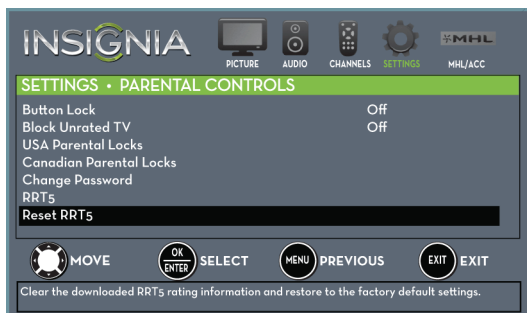 INSIGNIA
PICTURE AUDIO CHANNELS SETTINGS MHL MHL/ACC
SETTINGS • PARENTAL CONTROLS
Button Lock Off
Block Unrated TV Off
USA Parental Locks
Canadian Parental Locks
Change Password
RRT5
Reset RRT5
MOVE OK ENTER SELECT MENU PREVIOUS EXIT EXIT
Clear the downloaded RRT5 rating information and restore to the factory default settings.